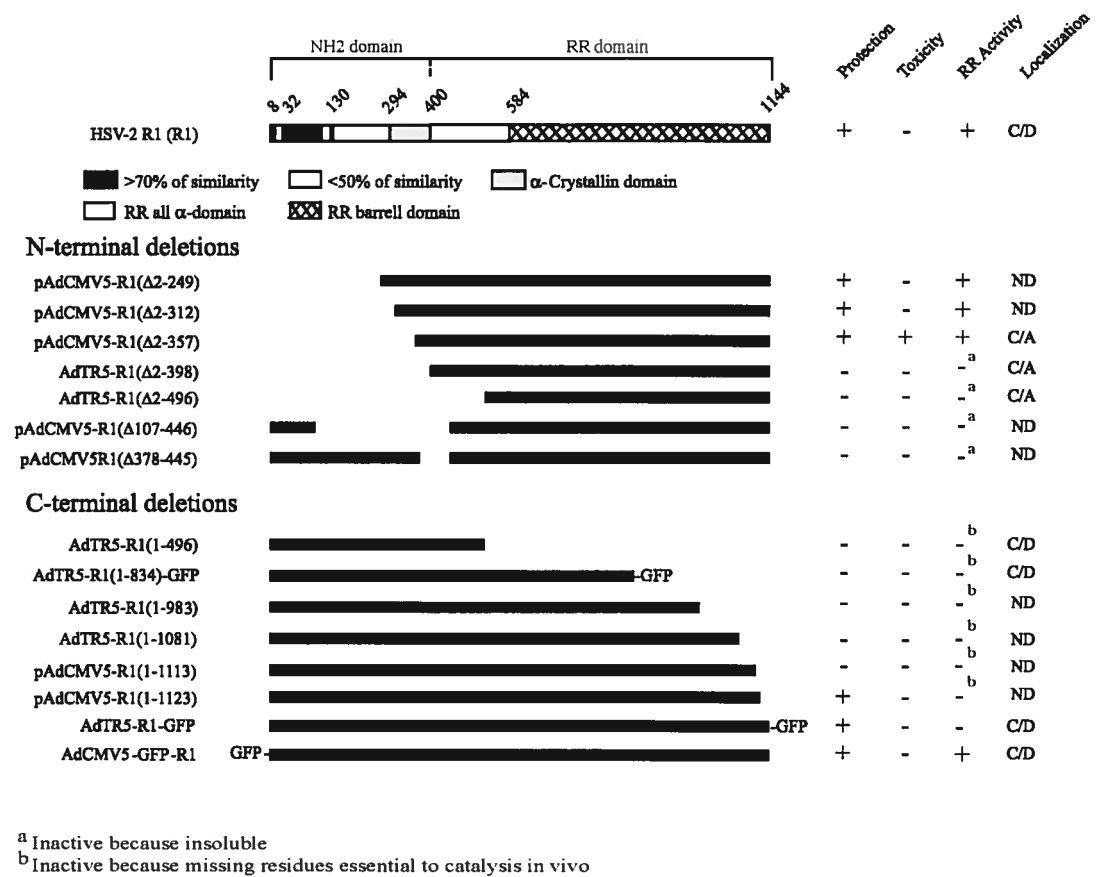 NH2 domain RR domain Protection Toxicity RR Activity Localization
8 32 130 294 400 584 1144
HSV-2 R1 (R1) + - + C/D
>70% of similarity <50% of similarity α-Crystallin domain
RR all α-domain RR barrell domain
N-terminal deletions
pAdCMV5-R1(Δ2-249) + - + ND
pAdCMV5-R1(Δ2-312) + - + ND
pAdCMV5-R1(Δ2-357) + + + C/A
AdTR5-R1(Δ2-398) - - -a C/A
AdTR5-R1(Δ2-496) - - -a C/A
pAdCMV5-R1(Δ107-446) - - -a ND
pAdCMV5R1(Δ378-445) - - -a ND
C-terminal deletions
AdTR5-R1(1-496) - - -b C/D
AdTR5-R1(1-834)-GFP -GFP - - -b C/D
AdTR5-R1(1-983) - - -b ND
AdTR5-R1(1-1081) - - -b ND
pAdCMV5-R1(1-1113) - - -b ND
pAdCMV5-R1(1-1123) + - -b ND
AdTR5-R1-GFP -GFP + - - C/D
AdCMV5-GFP-R1 GFP- + - + C/D
a Inactive because insoluble
b Inactive because missing residues essential to catalysis in vivo